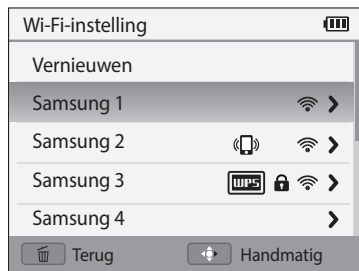 Wi-Fi-instelling
Vernieuwen
Samsung 1
Samsung 2
Samsung 3 WPS
Samsung 4
Terug Handmatig